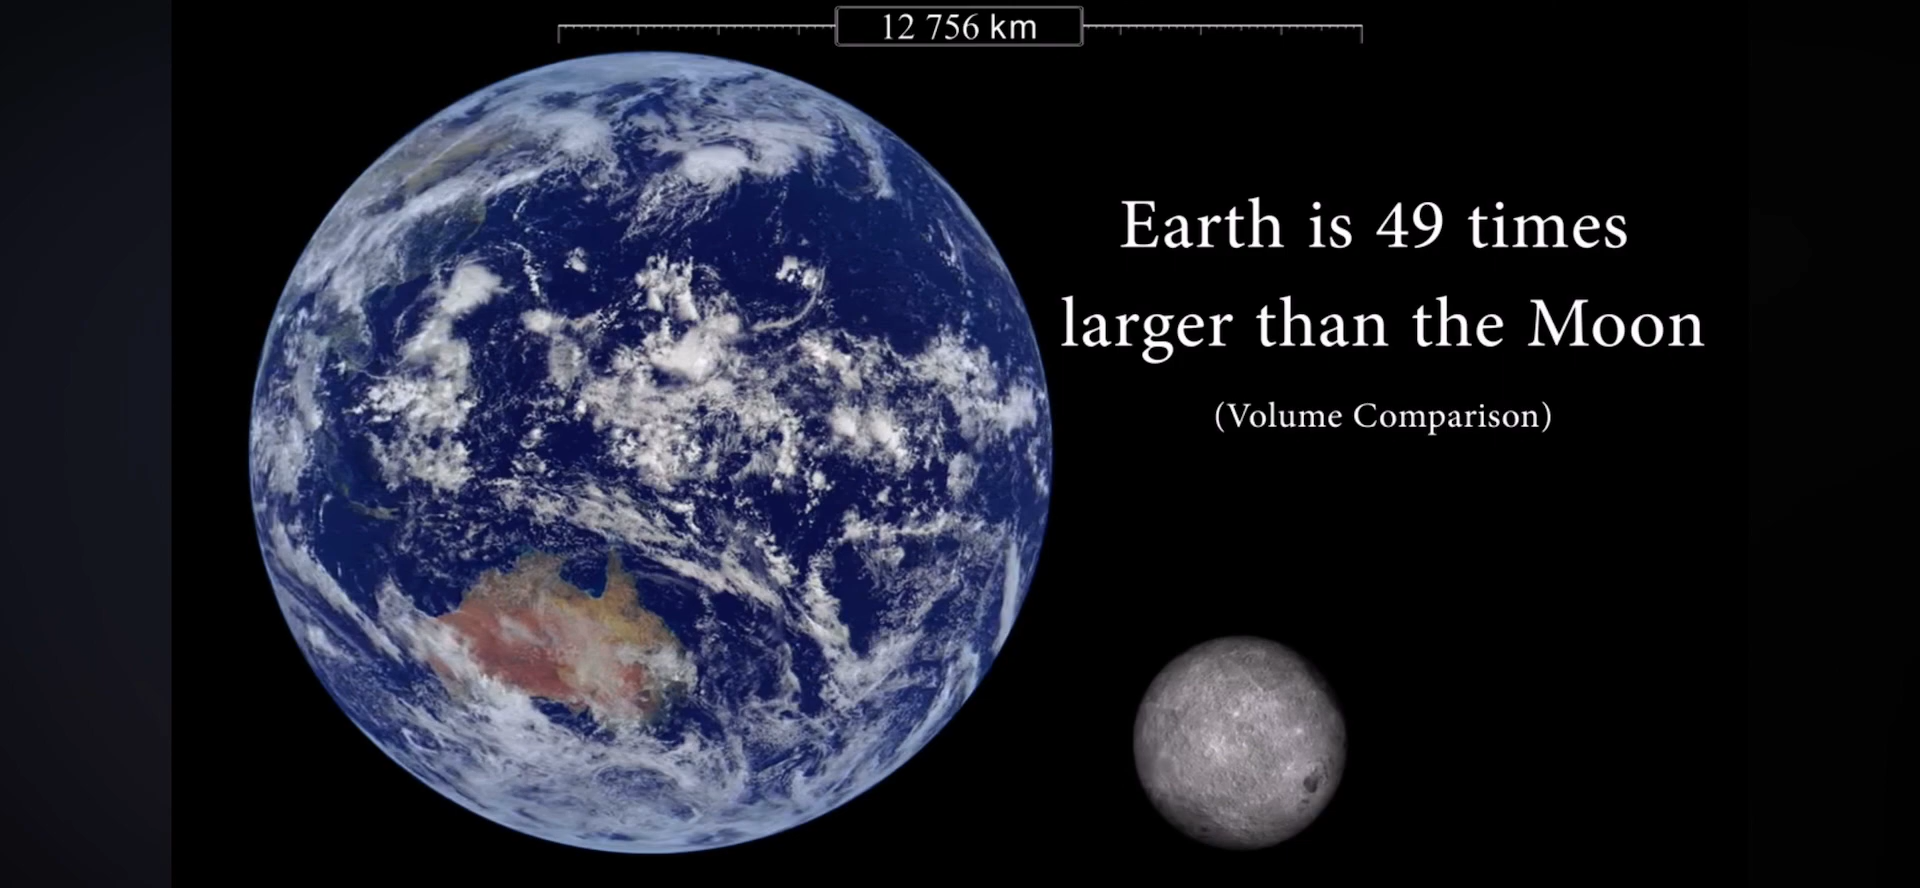 12 756 km
Earth is 49 times
larger than the Moon
(Volume Comparison)